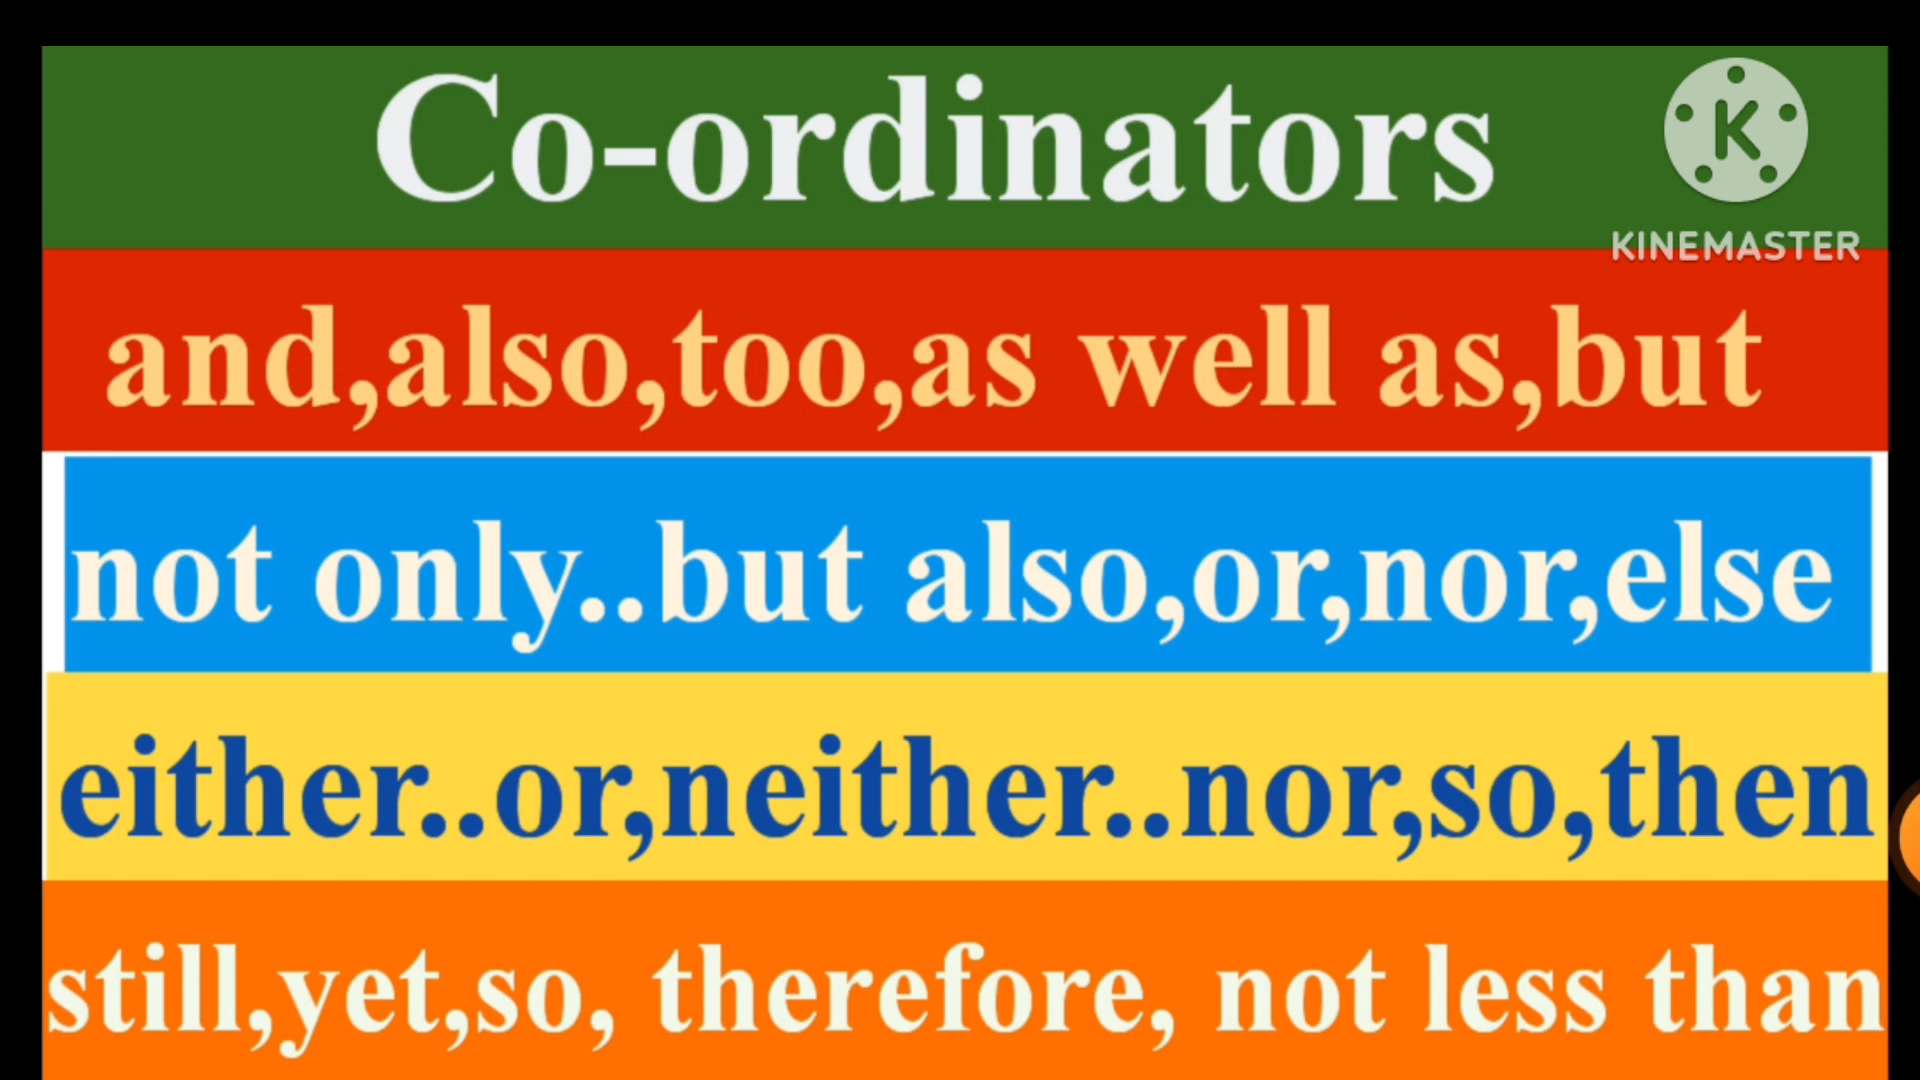 Co-ordinators
K
KINEMASTER
and,also,too,as well as,but
not only..but also,or,nor,else
either..or,neither..nor,so,then
still,yet,so, therefore, not less than